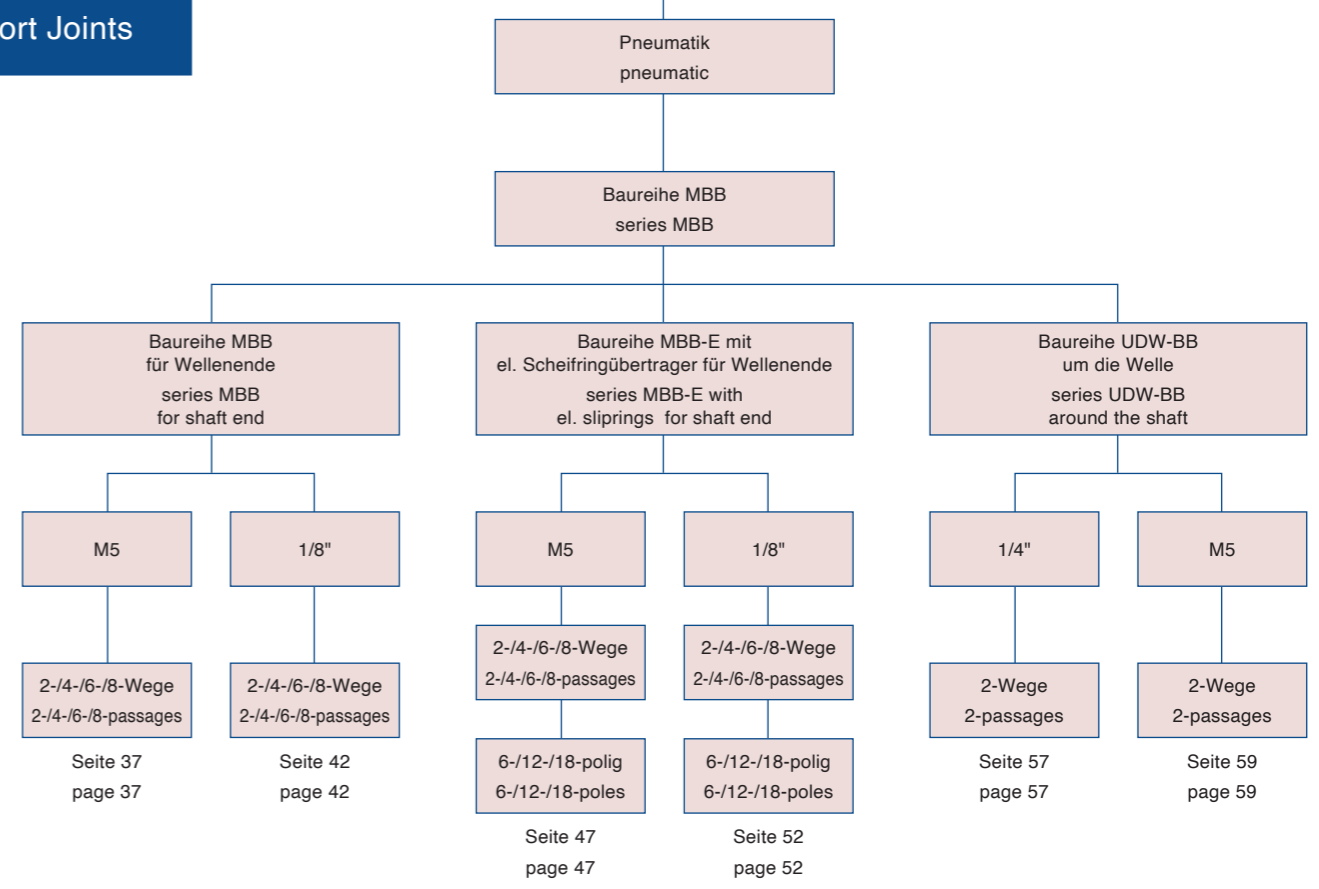 ort Joints
Pneumatik
pneumatic
Baureihe MBB
series MBB
Baureihe MBB
für Wellenende
series MBB
for shaft end
Baureihe MBB-E mit
el. Scheifringübertrager für Wellenende
series MBB-E with
el. sliprings for shaft end
Baureihe UDW-BB
um die Welle
series UDW-BB
around the shaft
M5
1/8"
M5
1/8"
1/4"
M5
2-/4-/6-/8-Wege
2-/4-/6-/8-passages
2-/4-/6-/8-Wege
2-/4-/6-/8-passages
2-/4-/6-/8-Wege
2-/4-/6-/8-passages
2-/4-/6-/8-Wege
2-/4-/6-/8-passages
2-Wege
2-passages
2-Wege
2-passages
6-/12-/18-polig
6-/12-/18-poles
6-/12-/18-polig
6-/12-/18-poles
Seite 37
page 37
Seite 42
page 42
Seite 47
page 47
Seite 52
page 52
Seite 57
page 57
Seite 59
page 59